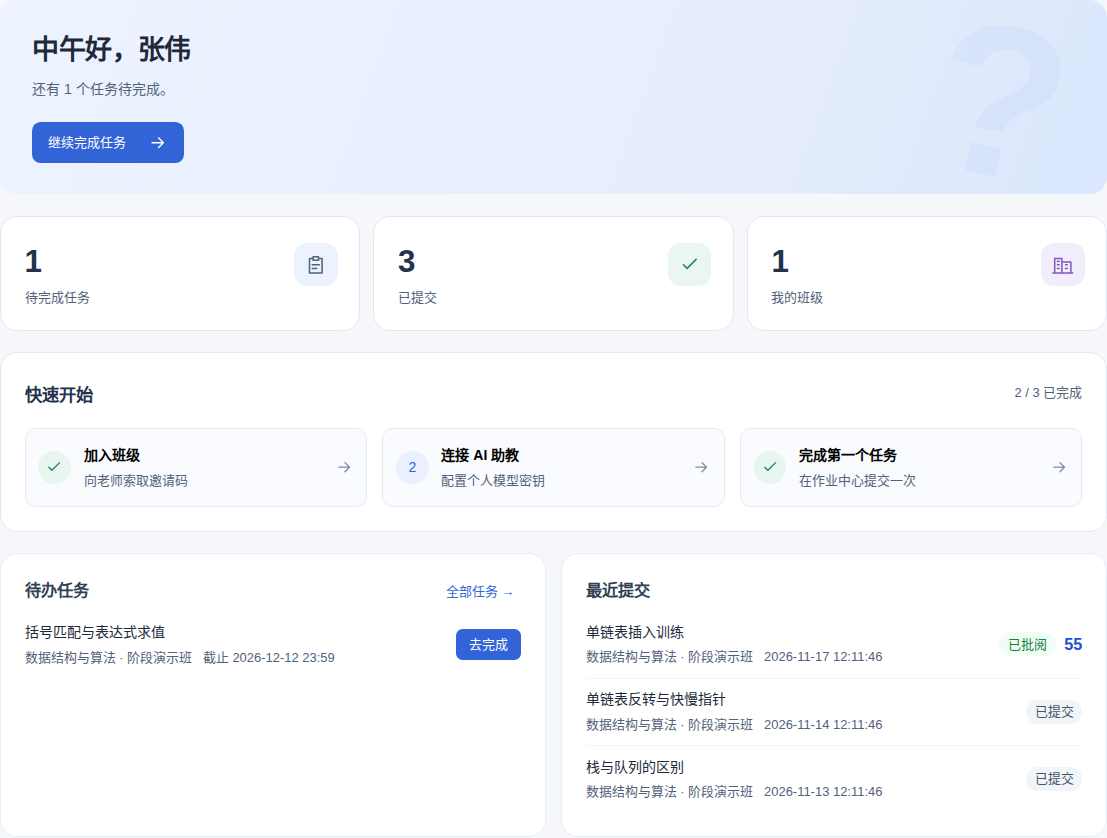 中午好，张伟
还有 1 个任务待完成。
继续完成任务 →
?
1
待完成任务
3
已提交
1
我的班级
快速开始
2 / 3 已完成
加入班级
向老师索取邀请码
→
2
连接 AI 助教
配置个人模型密钥
→
完成第一个任务
在作业中心提交一次
→
待办任务
全部任务 →
括号匹配与表达式求值
数据结构与算法 · 阶段演示班 截止 2026-12-12 23:59
去完成
最近提交
单链表插入训练
数据结构与算法 · 阶段演示班 2026-11-17 12:11:46
已批阅 55
单链表反转与快慢指针
数据结构与算法 · 阶段演示班 2026-11-14 12:11:46
已提交
栈与队列的区别
数据结构与算法 · 阶段演示班 2026-11-13 12:11:46
已提交